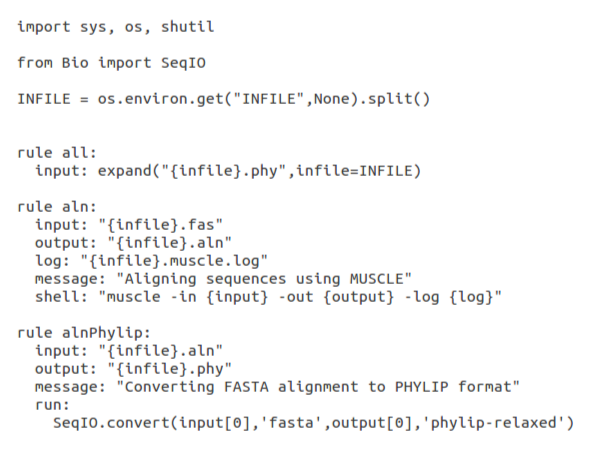 import sys, os, shutil
from Bio import SeqIO
INFILE = os.environ.get("INFILE",None).split()
rule all:
  input: expand("{infile}.phy",infile=INFILE)
rule aln:
  input: "{infile}.fas"
  output: "{infile}.aln"
  log: "{infile}.muscle.log"
  message: "Aligning sequences using MUSCLE"
  shell: "muscle -in {input} -out {output} -log {log}"
rule alnPhylip:
  input: "{infile}.aln"
  output: "{infile}.phy"
  message: "Converting FASTA alignment to PHYLIP format"
  run:
    SeqIO.convert(input[0],'fasta',output[0],'phylip-relaxed')